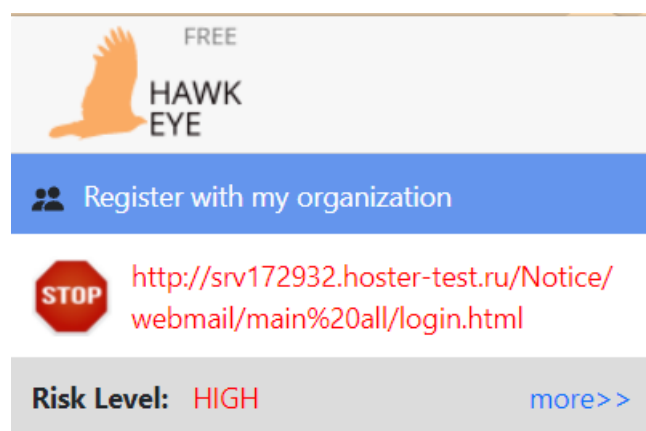 FREE
HAWK
EYE
Register with my organization
STOP
http://srv172932.hoster-test.ru/Notice/
webmail/main%20all/login.html
Risk Level: HIGH more>>